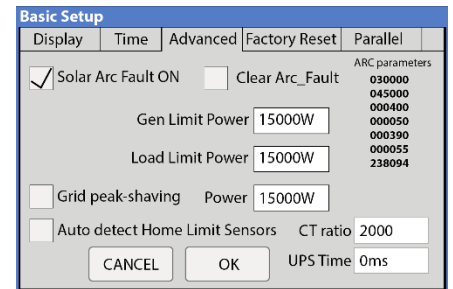 Basic Setup
Display Time Advanced Factory Reset Parallel
Solar Arc Fault ON Clear Arc_Fault
ARC parameters
030000
045000
000400
000050
000390
000055
238094
Gen Limit Power 15000W
Load Limit Power 15000W
Grid peak-shaving Power 15000W
Auto detect Home Limit Sensors CT ratio 2000
CANCEL OK UPS Time 0ms